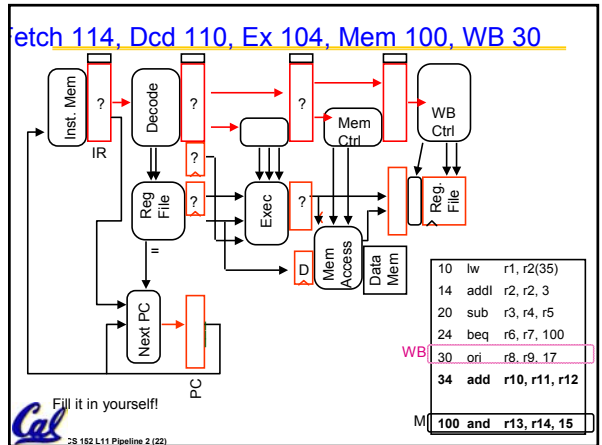 etch 114, Dcd 110, Ex 104, Mem 100, WB 30
Inst. Mem
?
IR
Decode
?
?
Mem Ctrl
WB Ctrl
?
Reg File
?
Exec
?
Reg. File
=
D
Mem Access
Data Mem
Next PC
PC
10 lw r1, r2(35)
14 addI r2, r2, 3
20 sub r3, r4, r5
24 beq r6, r7, 100
WB 30 ori r8, r9, 17
34 add r10, r11, r12
M 100 and r13, r14, 15
Fill it in yourself!
Cal
CS 152 L11 Pipeline 2 (22)